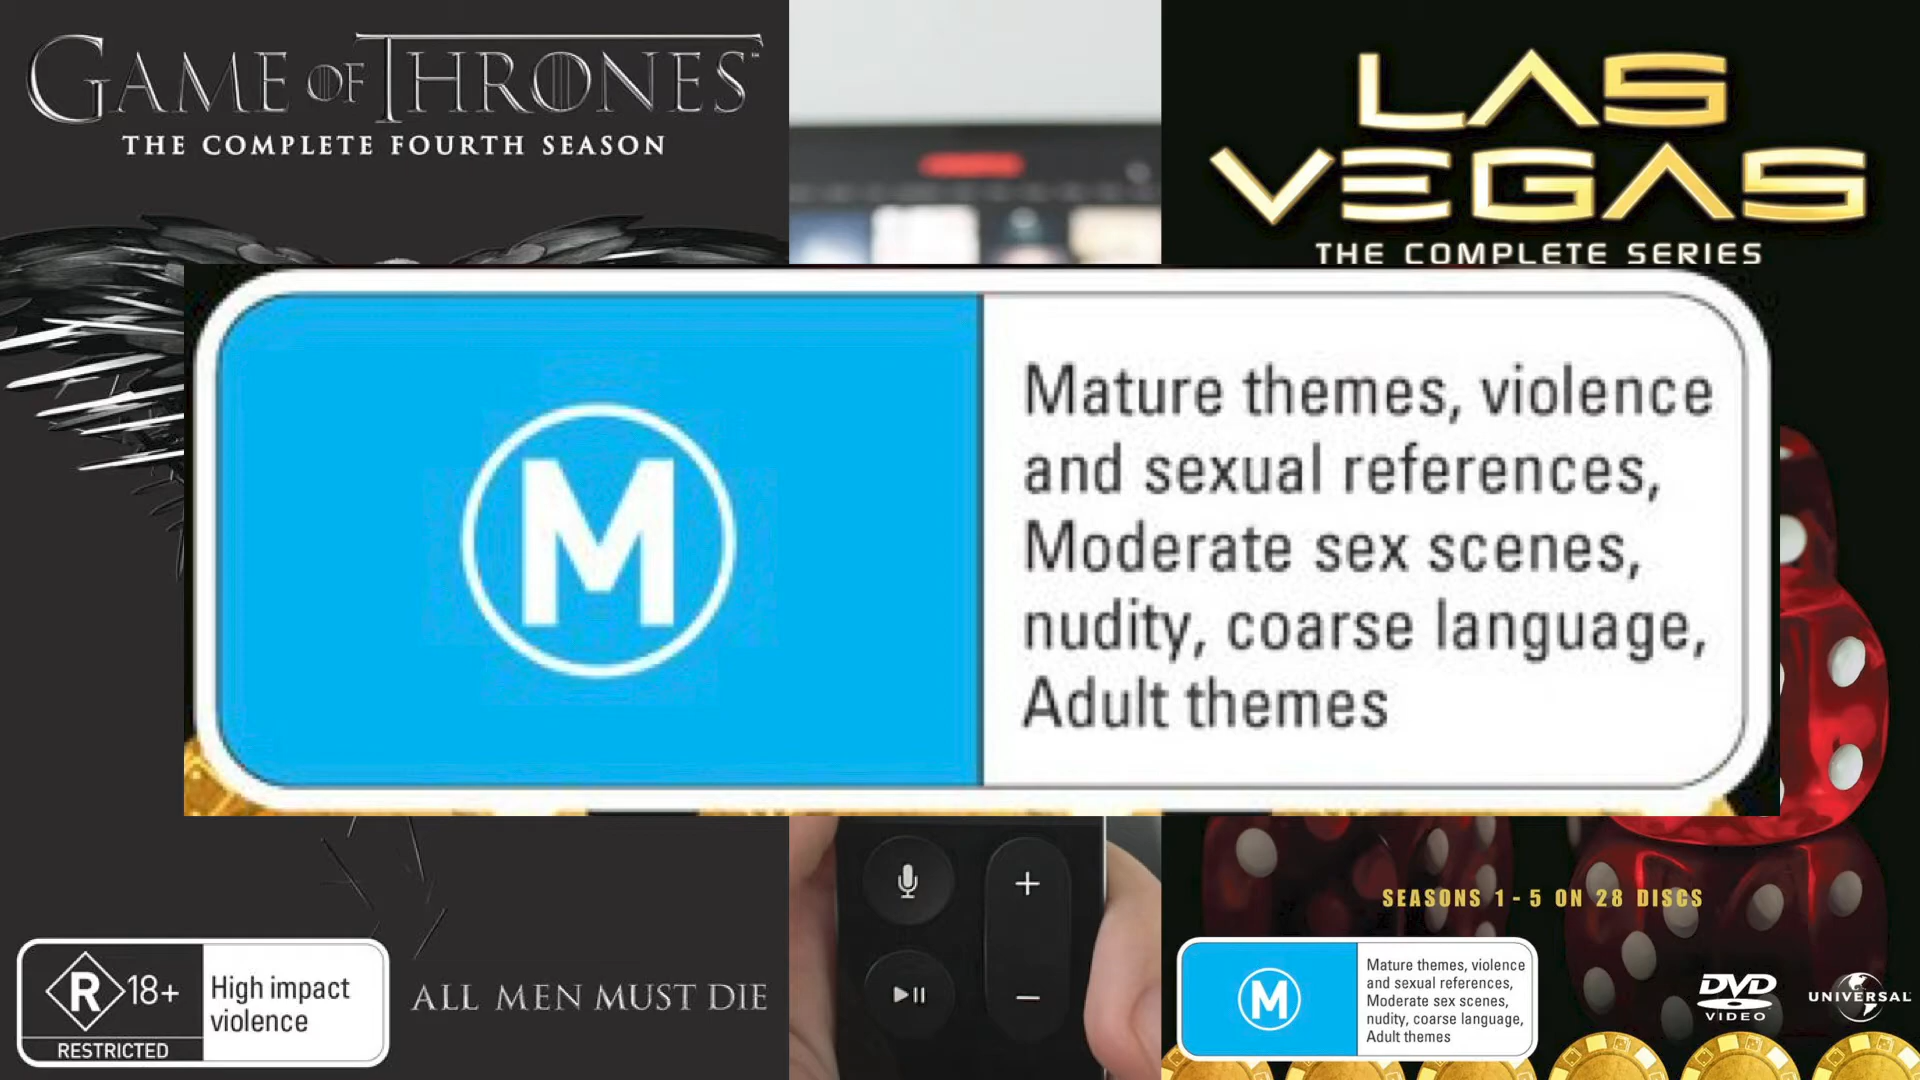 GAME OF THRONES™
THE COMPLETE FOURTH SEASON
LAS
VEGAS
THE COMPLETE SERIES
M
Mature themes, violence
and sexual references,
Moderate sex scenes,
nudity, coarse language,
Adult themes
R 18+
RESTRICTED
High impact
violence
ALL MEN MUST DIE
SEASONS 1 - 5 ON 28 DISCS
M
Mature themes, violence
and sexual references,
Moderate sex scenes,
nudity, coarse language,
Adult themes
DVD
VIDEO
UNIVERSAL